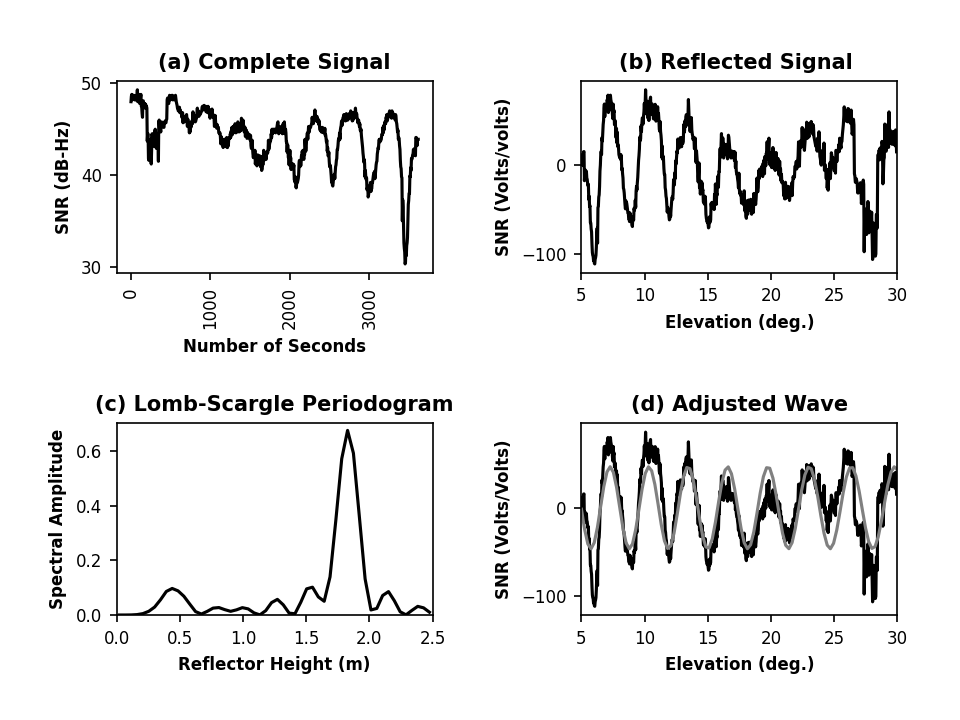 (a) Complete Signal
SNR (dB-Hz)
50
40
30
0
1000
2000
3000
Number of Seconds
(b) Reflected Signal
SNR (Volts/volts)
0
−100
5
10
15
20
25
30
Elevation (deg.)
(c) Lomb-Scargle Periodogram
Spectral Amplitude
0.6
0.4
0.2
0.0
0.0
0.5
1.0
1.5
2.0
2.5
Reflector Height (m)
(d) Adjusted Wave
SNR (Volts/Volts)
0
−100
5
10
15
20
25
30
Elevation (deg.)